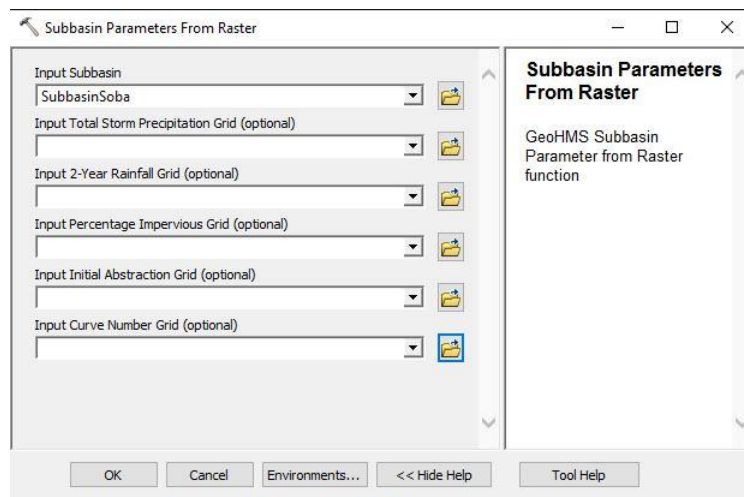 Subbasin Parameters From Raster
Input Subbasin
SubbasinSoba
Input Total Storm Precipitation Grid (optional)
Input 2-Year Rainfall Grid (optional)
Input Percentage Impervious Grid (optional)
Input Initial Abstraction Grid (optional)
Input Curve Number Grid (optional)
Subbasin Parameters
From Raster
GeoHMS Subbasin
Parameter from Raster
function
OK
Cancel
Environments...
<< Hide Help
Tool Help